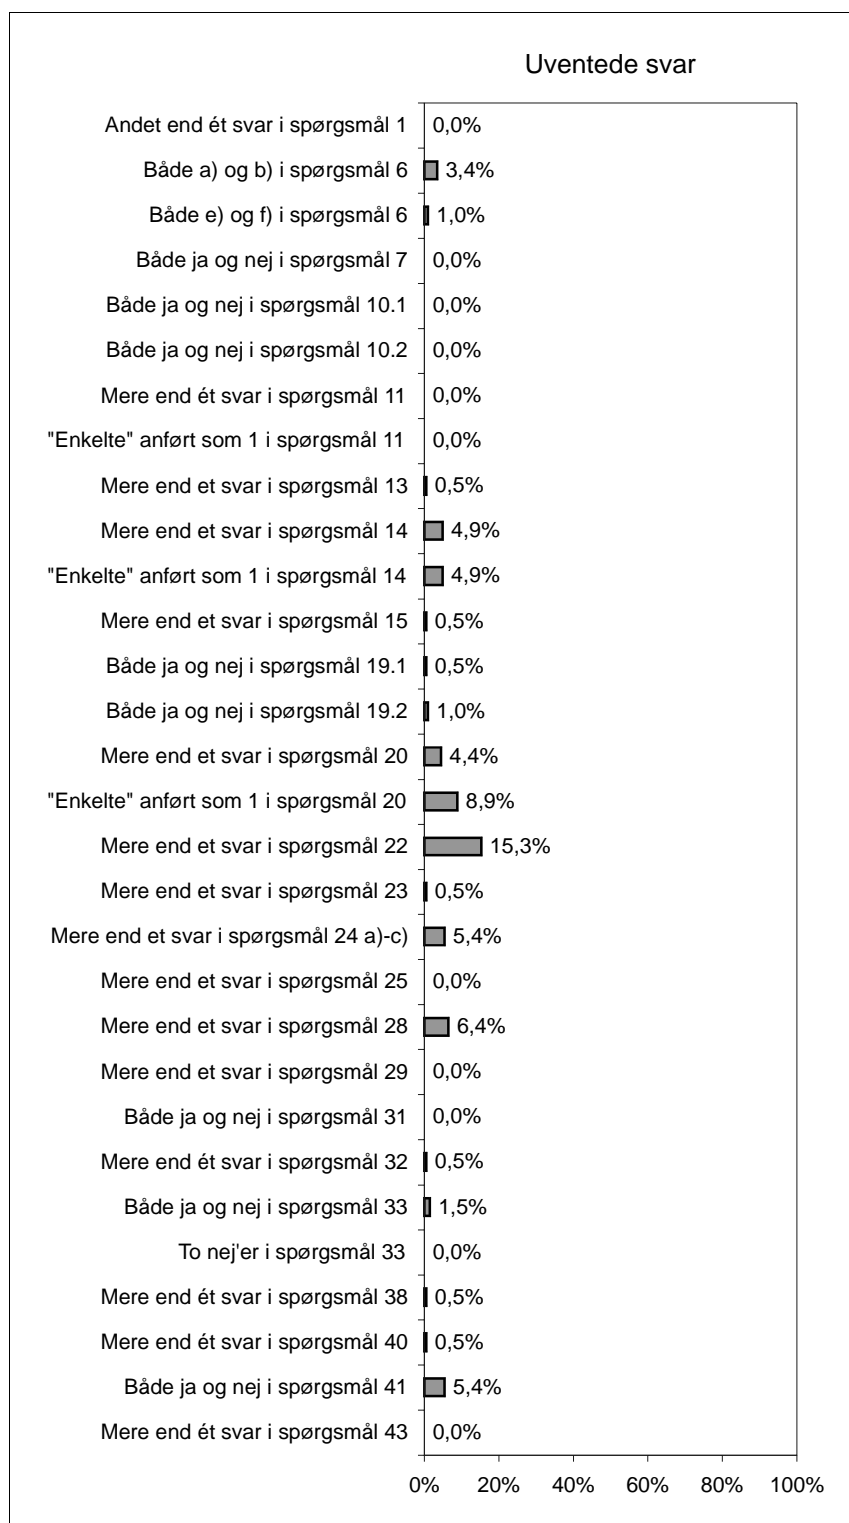 Uventede svar
Andet end ét svar i spørgsmål 1 0,0%
Både a) og b) i spørgsmål 6 3,4%
Både e) og f) i spørgsmål 6 1,0%
Både ja og nej i spørgsmål 7 0,0%
Både ja og nej i spørgsmål 10.1 0,0%
Både ja og nej i spørgsmål 10.2 0,0%
Mere end ét svar i spørgsmål 11 0,0%
"Enkelte" anført som 1 i spørgsmål 11 0,0%
Mere end et svar i spørgsmål 13 0,5%
Mere end et svar i spørgsmål 14 4,9%
"Enkelte" anført som 1 i spørgsmål 14 4,9%
Mere end et svar i spørgsmål 15 0,5%
Både ja og nej i spørgsmål 19.1 0,5%
Både ja og nej i spørgsmål 19.2 1,0%
Mere end et svar i spørgsmål 20 4,4%
"Enkelte" anført som 1 i spørgsmål 20 8,9%
Mere end et svar i spørgsmål 22 15,3%
Mere end et svar i spørgsmål 23 0,5%
Mere end et svar i spørgsmål 24 a)-c) 5,4%
Mere end et svar i spørgsmål 25 0,0%
Mere end et svar i spørgsmål 28 6,4%
Mere end et svar i spørgsmål 29 0,0%
Både ja og nej i spørgsmål 31 0,0%
Mere end ét svar i spørgsmål 32 0,5%
Både ja og nej i spørgsmål 33 1,5%
To nej'er i spørgsmål 33 0,0%
Mere end ét svar i spørgsmål 38 0,5%
Mere end ét svar i spørgsmål 40 0,5%
Både ja og nej i spørgsmål 41 5,4%
Mere end ét svar i spørgsmål 43 0,0%
0% 20% 40% 60% 80% 100%